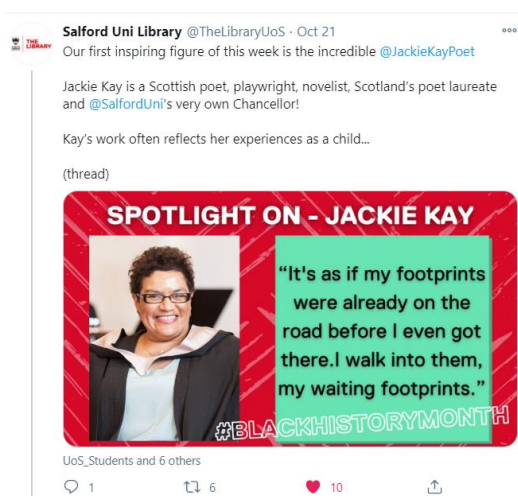 Salford Uni Library @TheLibraryUoS · Oct 21
THE
LIBRARY
Our first inspiring figure of this week is the incredible @JackieKayPoet
Jackie Kay is a Scottish poet, playwright, novelist, Scotland's poet laureate
and @SalfordUni's very own Chancellor!
Kay's work often reflects her experiences as a child...
(thread)
SPOTLIGHT ON - JACKIE KAY
“It's as if my footprints
were already on the
road before I even got
there.I walk into them,
my waiting footprints.”
#BLACKHISTORYMONTH
UoS_Students and 6 others
1 6 10